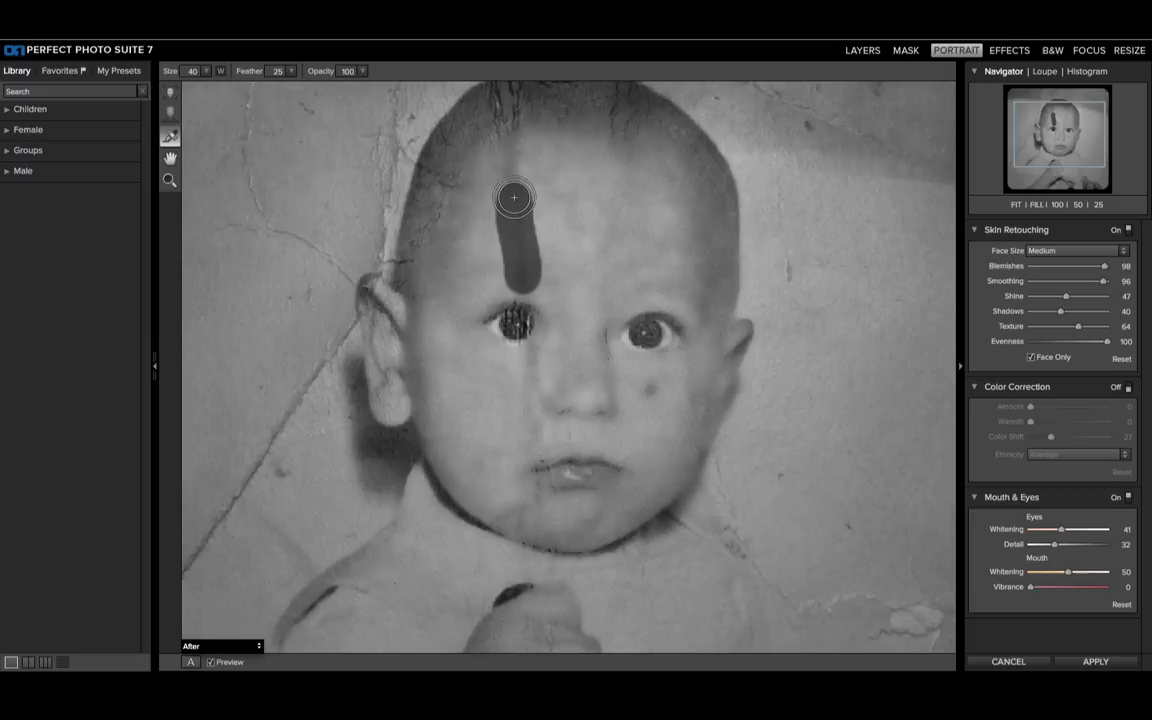 on PERFECT PHOTO SUITE 7
LAYERS MASK PORTRAIT EFFECTS B&W FOCUS RESIZE
Library Favorites My Presets
Size 40 W Feather 25 Opacity 100
Navigator | Loupe | Histogram
Search X
Children
Female
Groups
Male
FIT | FILL | 100 | 50 | 25
Skin Retouching On
Face Size Medium
Blemishes 98
Smoothing 96
Shine 47
Shadows 40
Texture 64
Evenness 100
Face Only Reset
Color Correction Off
Amount 0
Warmth 0
Color Shift 27
Ethnicity Average
Reset
Mouth & Eyes On
Eyes
Whitening 41
Detail 32
Mouth
Whitening 50
Vibrance 0
Reset
After
A Preview
CANCEL APPLY